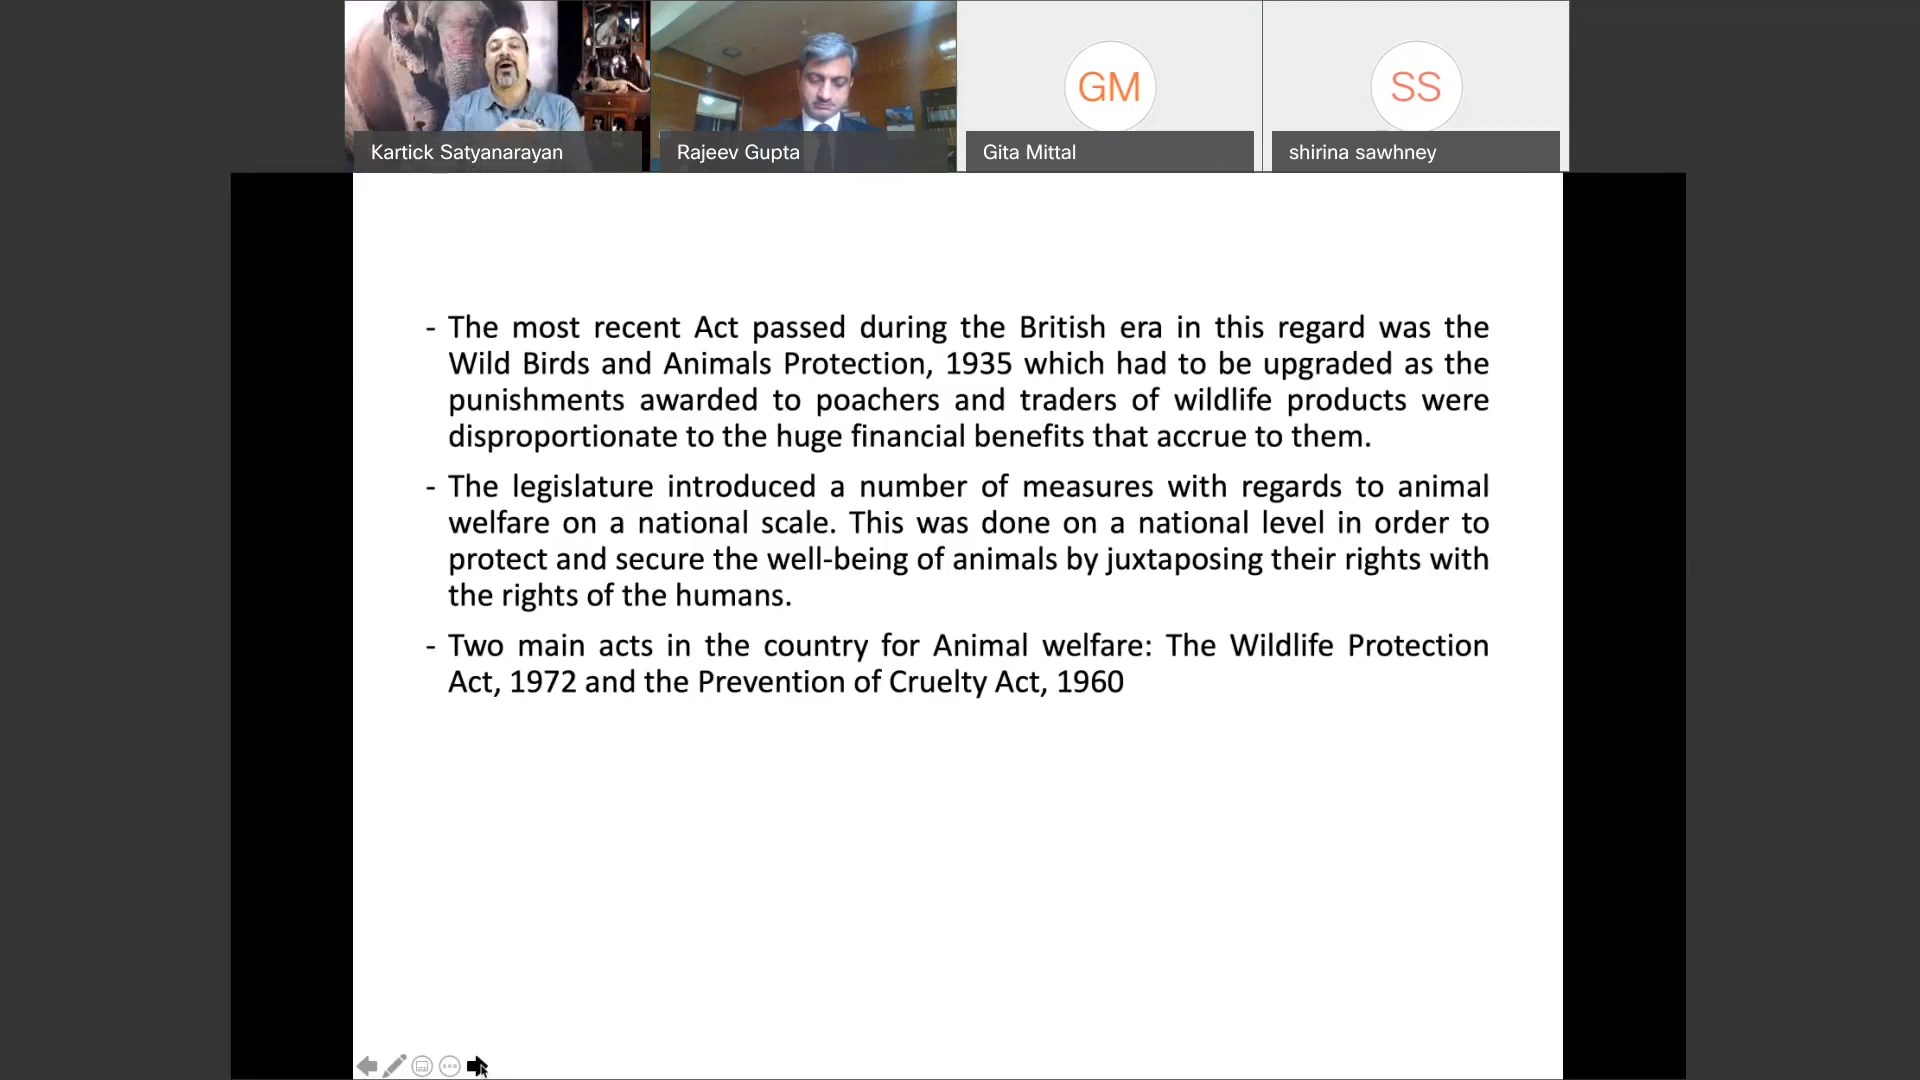 Kartick Satyanarayan
Rajeev Gupta
GM
Gita Mittal
SS
shirina sawhney
- The most recent Act passed during the British era in this regard was the
Wild Birds and Animals Protection, 1935 which had to be upgraded as the
punishments awarded to poachers and traders of wildlife products were
disproportionate to the huge financial benefits that accrue to them.
- The legislature introduced a number of measures with regards to animal
welfare on a national scale. This was done on a national level in order to
protect and secure the well-being of animals by juxtaposing their rights with
the rights of the humans.
- Two main acts in the country for Animal welfare: The Wildlife Protection
Act, 1972 and the Prevention of Cruelty Act, 1960